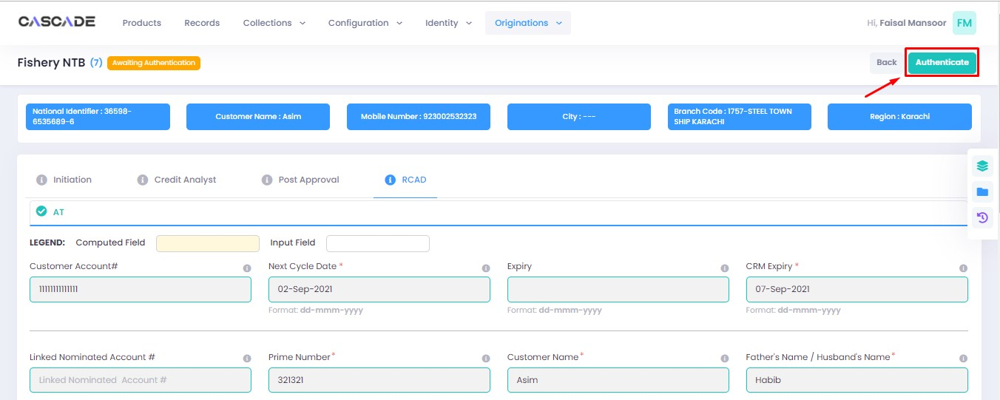 CASCADE Products Records Collections Configuration Identity Originations Hi, Faisal Mansoor FM
Fishery NTB (7) Awaiting Authentication Back Authenticate
National Identifier : 36598-
6535689-6
Customer Name : Asim
Mobile Number : 923002532323
City : ---
Branch Code : 1757-STEEL TOWN
SHIP KARACHI
Region : Karachi
Initiation Credit Analyst Post Approval RCAD
AT
LEGEND: Computed Field Input Field
Customer Account# Next Cycle Date * Expiry CRM Expiry *
11111111111111 02-Sep-2021 07-Sep-2021
Format: dd-mmm-yyyy Format: dd-mmm-yyyy Format: dd-mmm-yyyy
Linked Nominated Account # Prime Number * Customer Name * Father's Name / Husband's Name *
Linked Nominated Account # 321321 Asim Habib